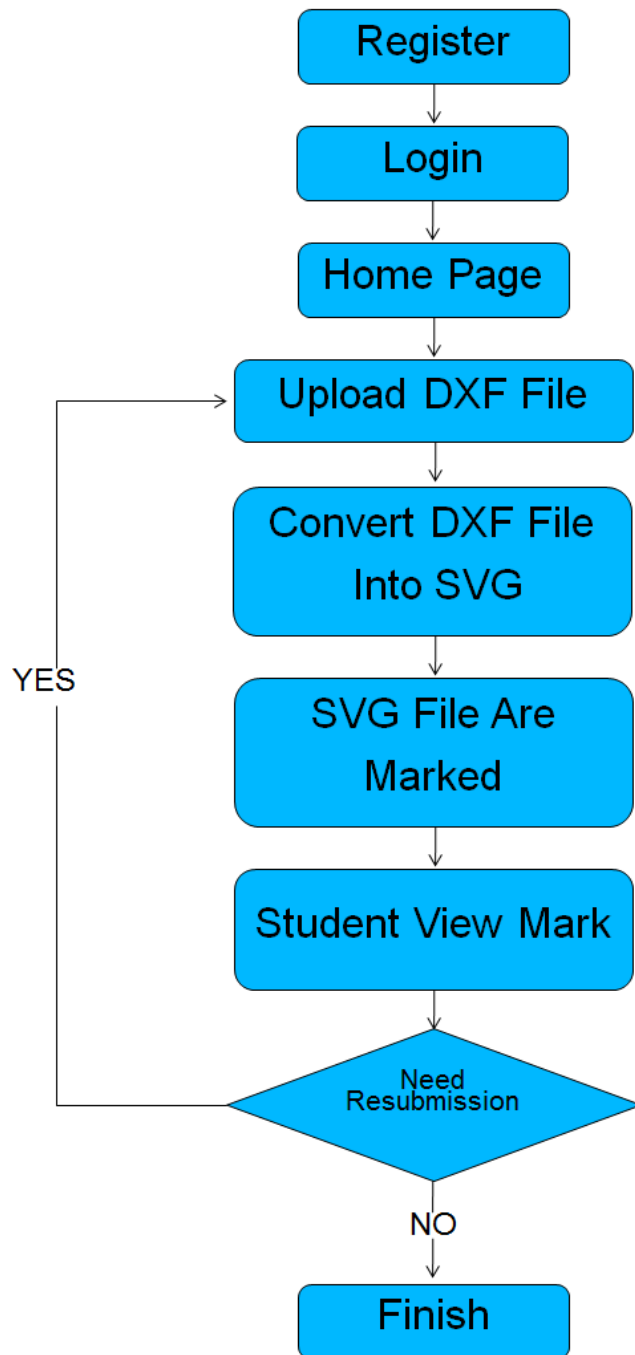 Register
Login
Home Page
Upload DXF File
Convert DXF File
Into SVG
YES
SVG File Are
Marked
Student View Mark
Need
Resubmission
NO
Finish